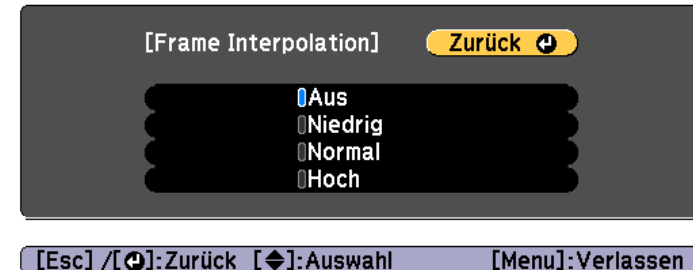 [Frame Interpolation] Zurück
Aus
Niedrig
Normal
Hoch
[Esc] /[]:Zurück []:Auswahl [Menu]:Verlassen